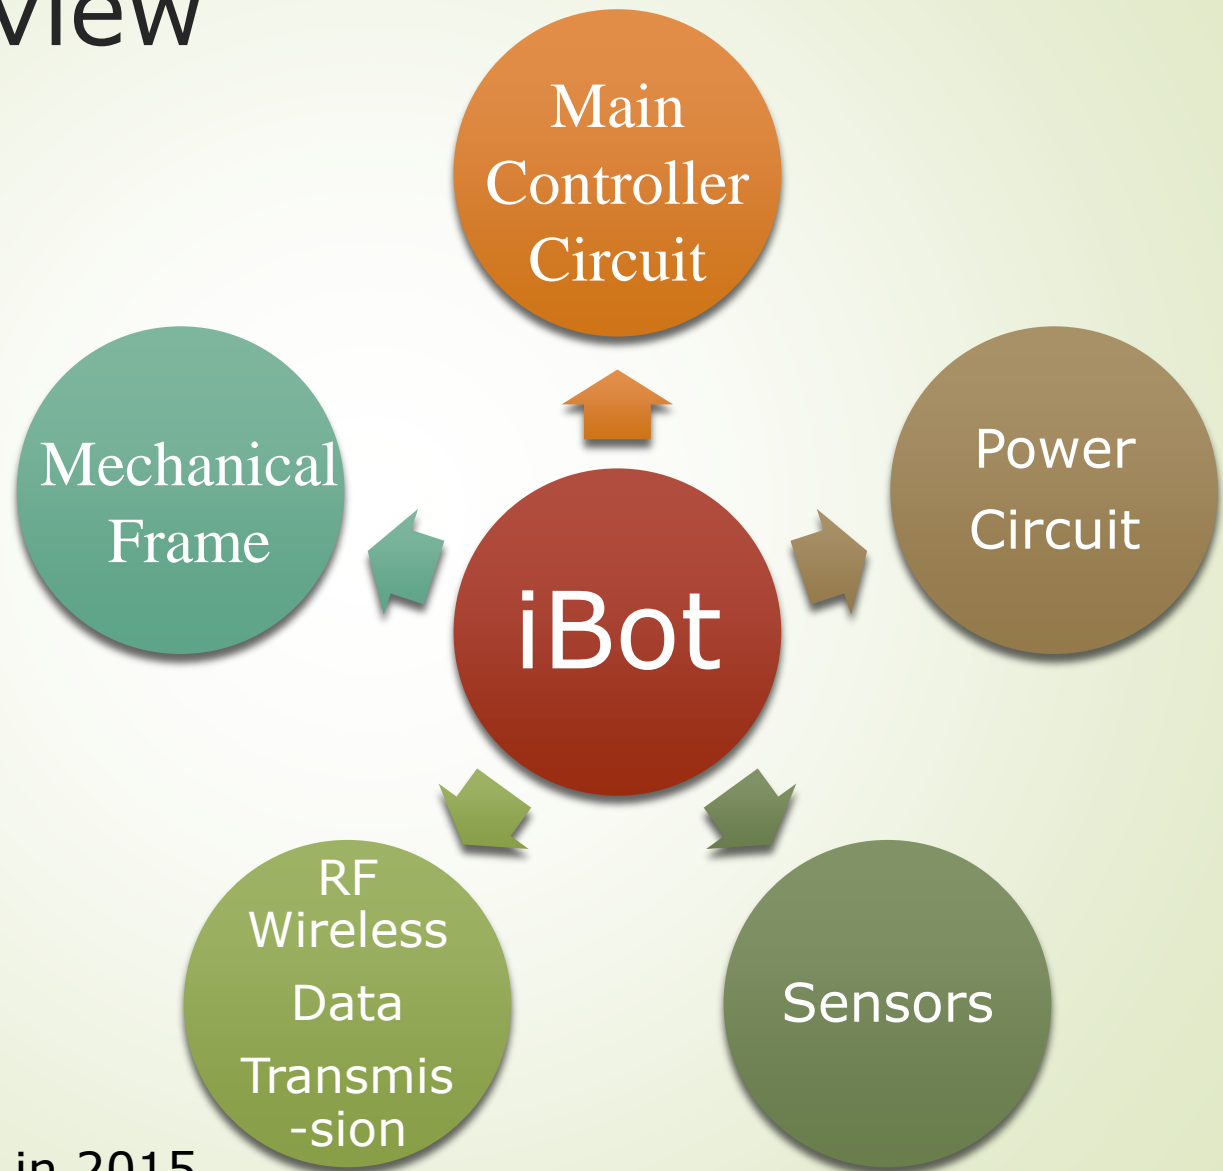 view
Main
Controller
Circuit
Mechanical
Frame
Power
Circuit
iBot
RF
Wireless
Data
Transmis
-sion
Sensors
in 2015